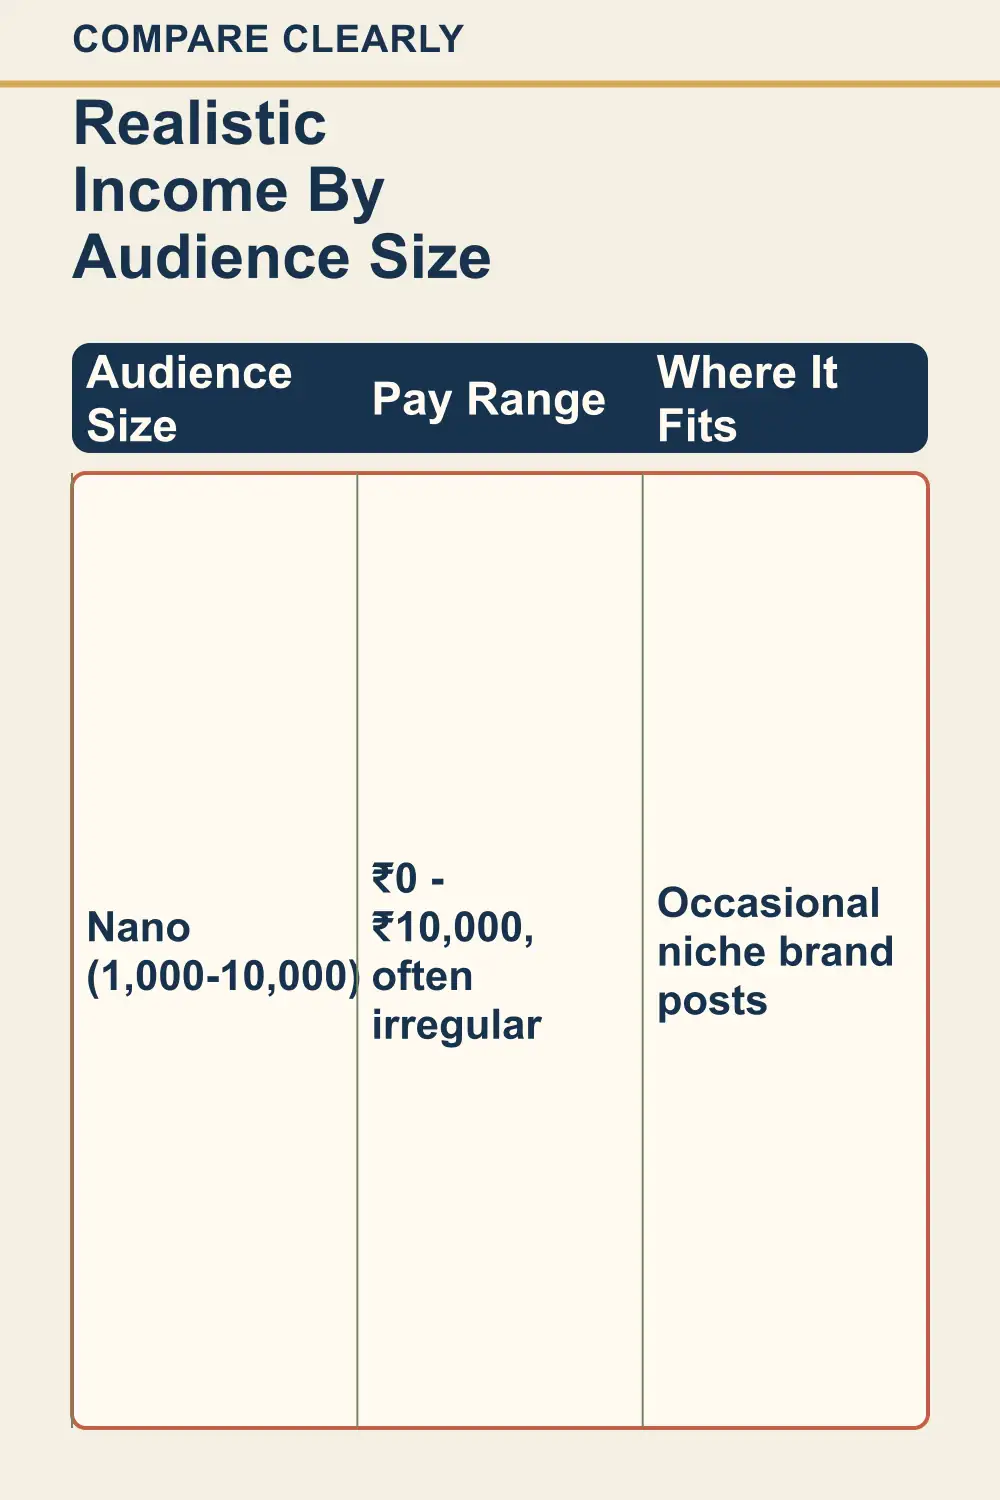 COMPARE CLEARLY
Realistic
Income By
Audience Size
Audience
Size
Pay Range
Where It
Fits
Nano
(1,000-10,000)
₹0 -
₹10,000,
often
irregular
Occasional
niche brand
posts